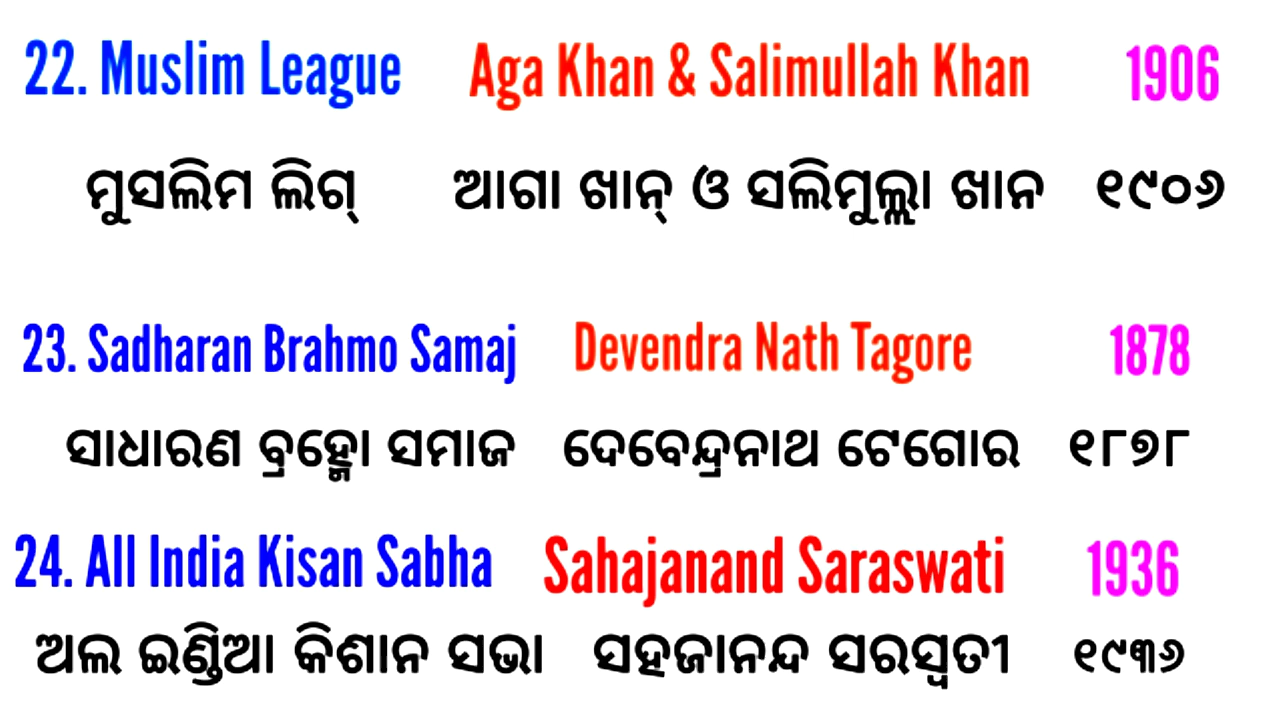 22. Muslim League Aga Khan & Salimullah Khan 1906
ମୁସଲିମ ଲିଗ୍ ଆଗା ଖାନ୍ ଓ ସଲିମୁଲ୍ଲା ଖାନ ୧୯୦୬
23. Sadharan Brahmo Samaj Devendra Nath Tagore 1878
ସାଧାରଣ ବ୍ରହ୍ମୋ ସମାଜ ଦେବେନ୍ଦ୍ରନାଥ ଟେଗୋର ୧୮୭୮
24. All India Kisan Sabha Sahajanand Saraswati 1936
ଅଲ ଇଣ୍ଡିଆ କିଶାନ ସଭା ସହଜାନନ୍ଦ ସରସ୍ୱତୀ ୧୯୩୬